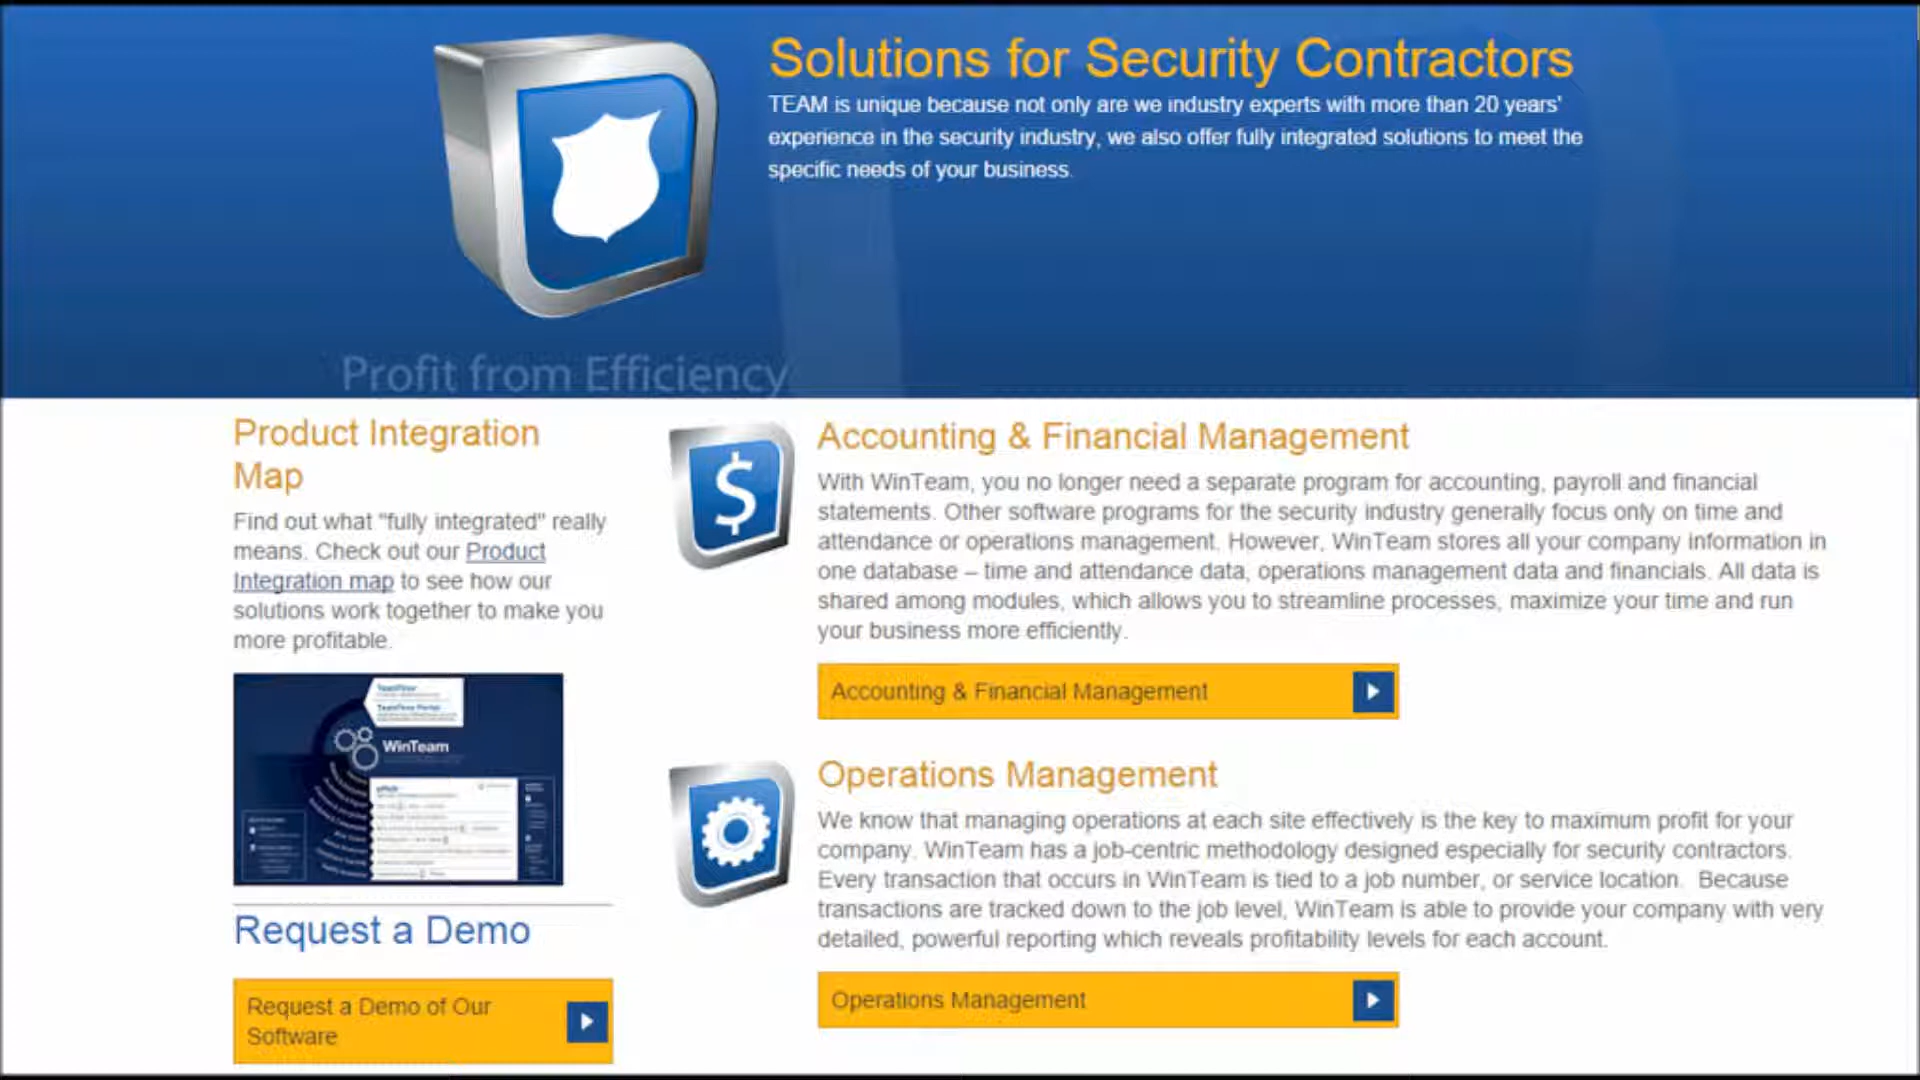 Solutions for Security Contractors
TEAM is unique because not only are we industry experts with more than 20 years'
experience in the security industry, we also offer fully integrated solutions to meet the
specific needs of your business.
Profit from Efficiency
Product Integration
Map
Find out what "fully integrated" really
means. Check out our Product
Integration map to see how our
solutions work together to make you
more profitable.
WinTeam
Request a Demo
Request a Demo of Our
Software
Accounting & Financial Management
With WinTeam, you no longer need a separate program for accounting, payroll and financial
statements. Other software programs for the security industry generally focus only on time and
attendance or operations management. However, WinTeam stores all your company information in
one database – time and attendance data, operations management data and financials. All data is
shared among modules, which allows you to streamline processes, maximize your time and run
your business more efficiently.
Accounting & Financial Management
Operations Management
We know that managing operations at each site effectively is the key to maximum profit for your
company. WinTeam has a job-centric methodology designed especially for security contractors.
Every transaction that occurs in WinTeam is tied to a job number, or service location. Because
transactions are tracked down to the job level, WinTeam is able to provide your company with very
detailed, powerful reporting which reveals profitability levels for each account.
Operations Management